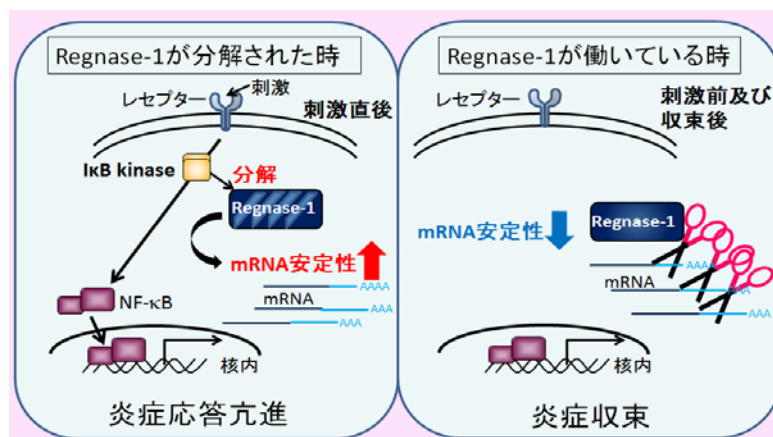 Regnase-1が分解された時
刺激
レセプター
刺激直後
IκB kinase
分解
Regnase-1
mRNA安定性
AAAA
mRNA
AAA
AAA
NF-κB
核内
炎症応答亢進
Regnase-1が働いている時
レセプター
刺激前及び
収束後
Regnase-1
mRNA安定性
AAAA
mRNA
AAA
AAA
核内
炎症収束